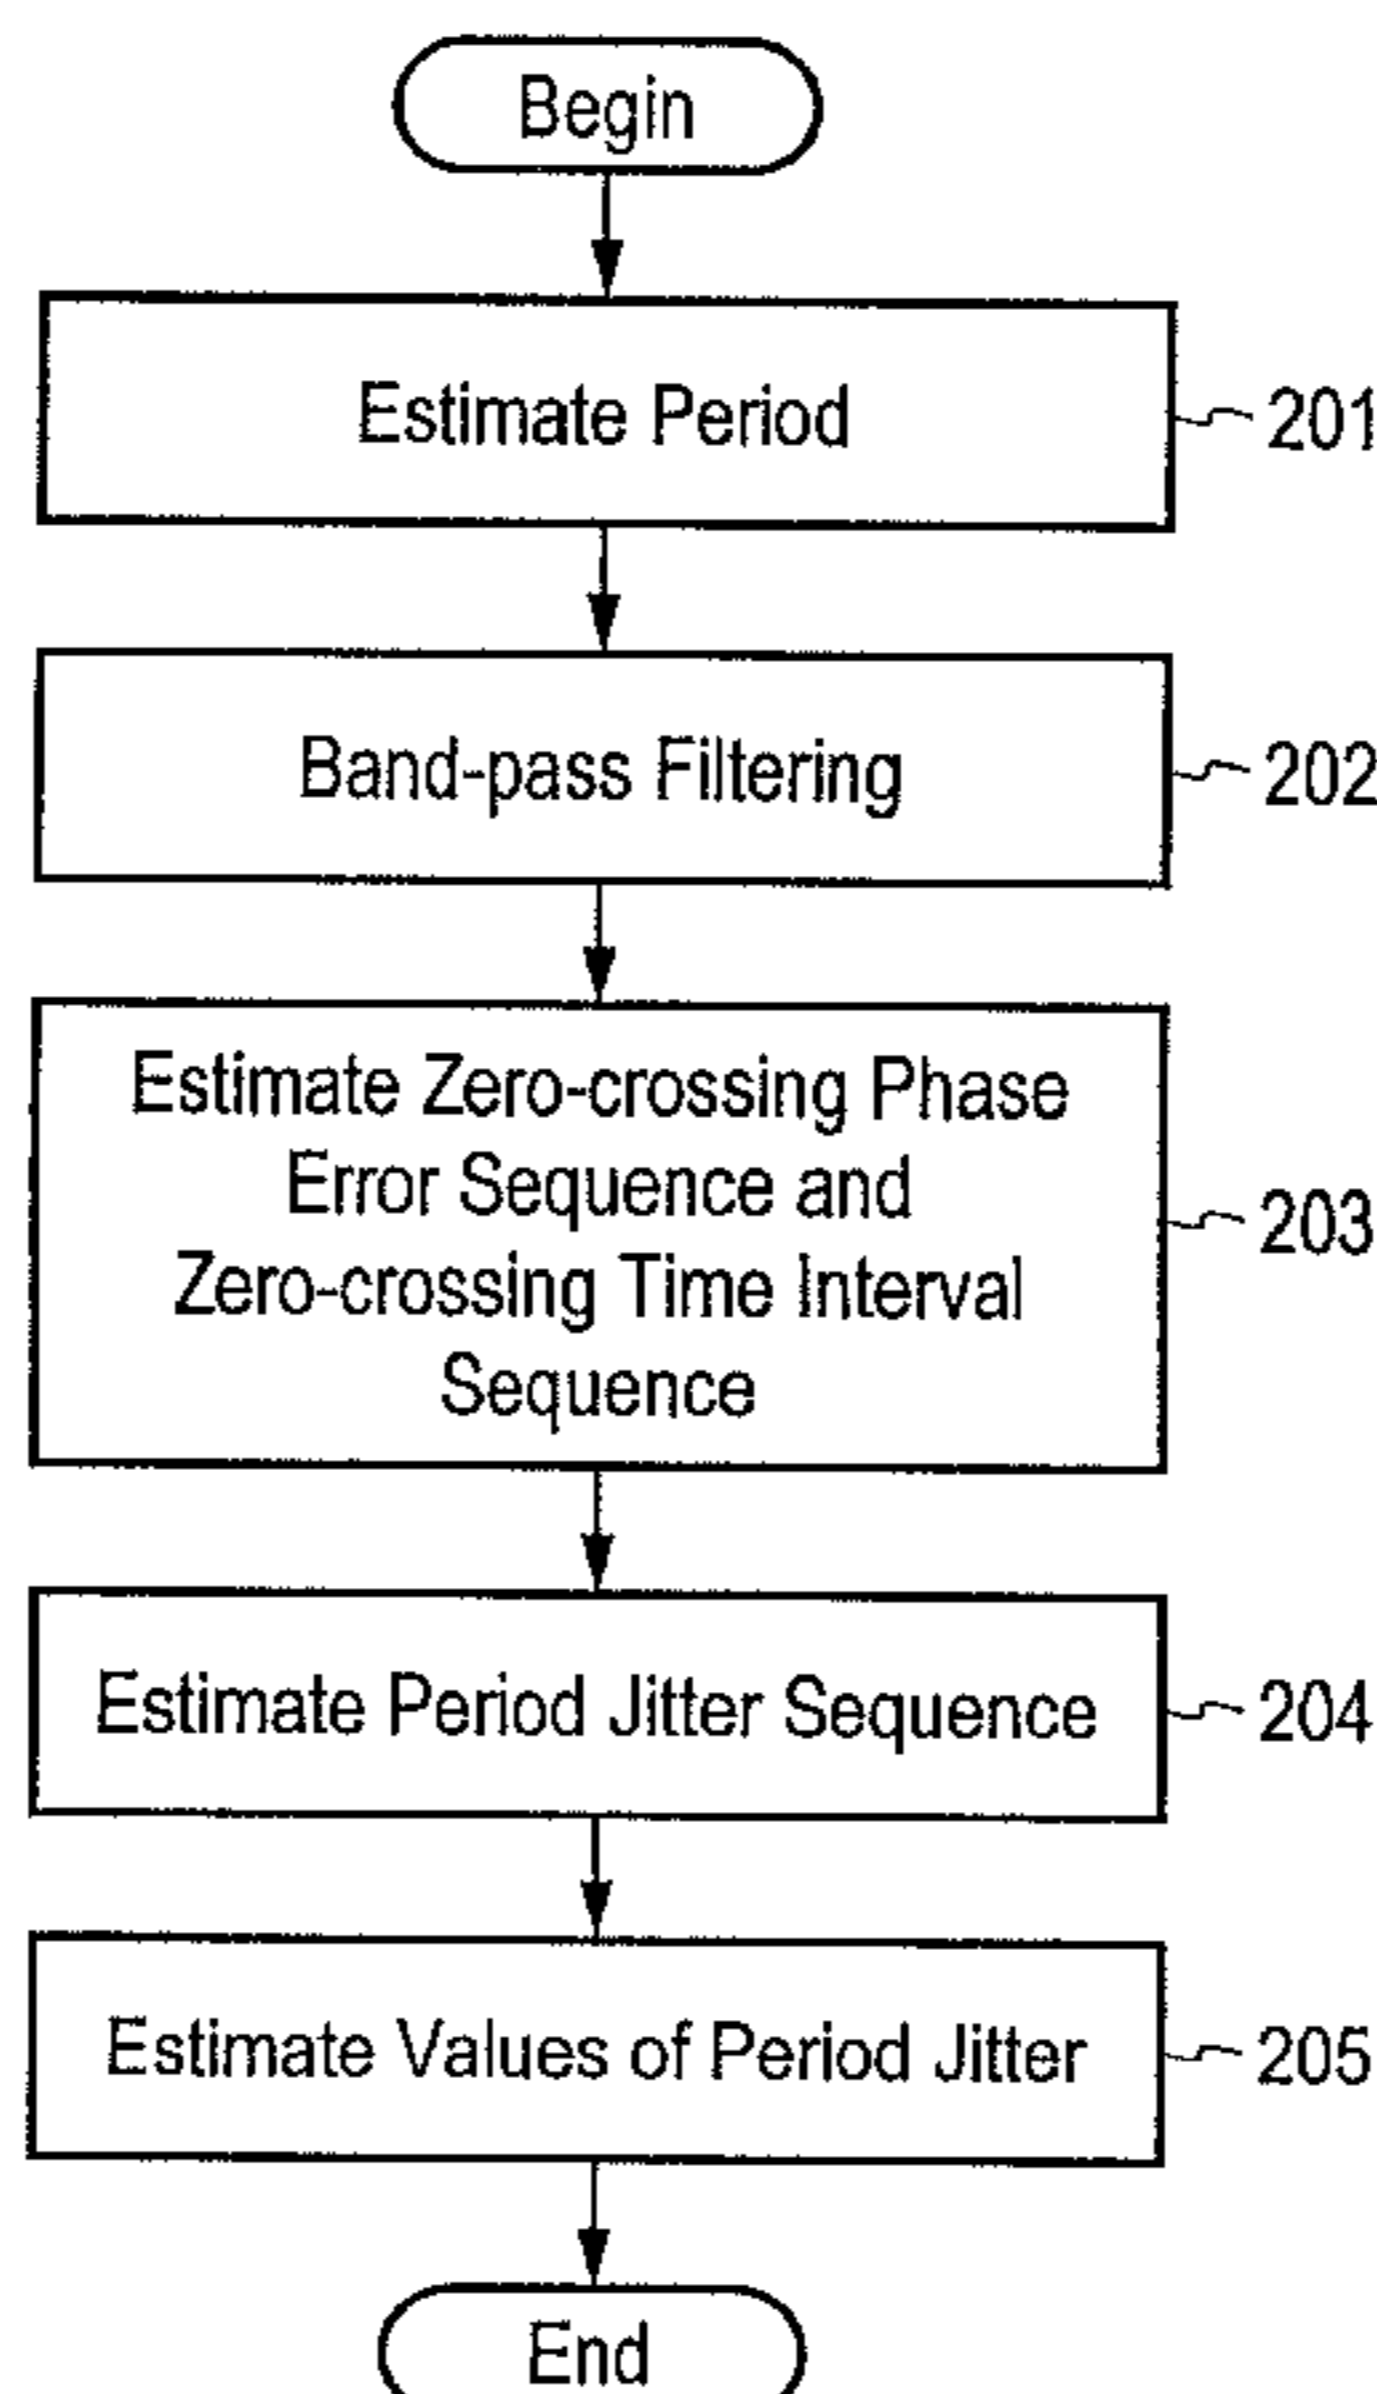 Begin
Estimate Period
201
Band-pass Filtering
202
Estimate Zero-crossing Phase
Error Sequence and
Zero-crossing Time Interval
Sequence
203
Estimate Period Jitter Sequence
204
Estimate Values of Period Jitter
205
End